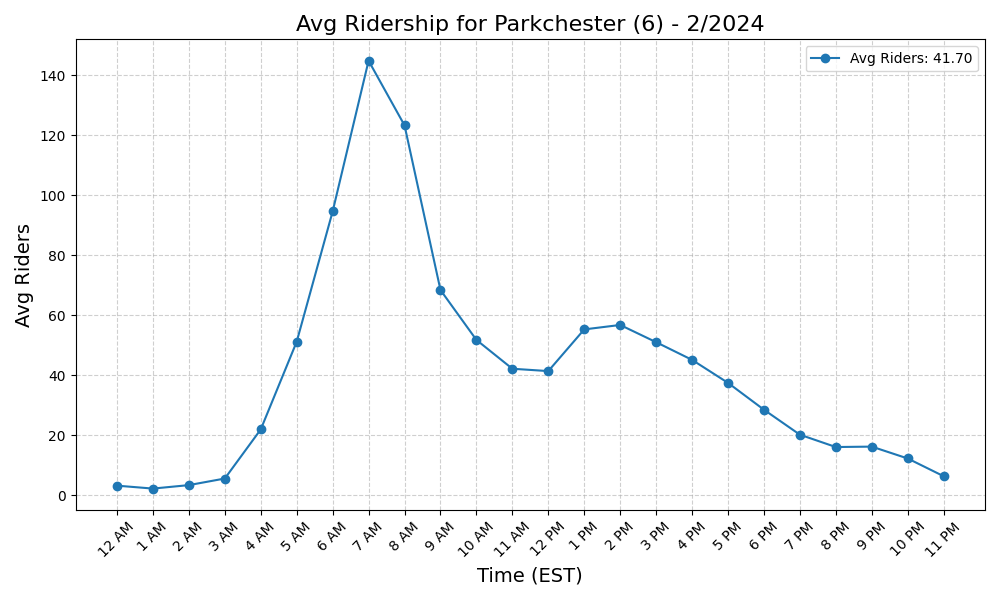 Avg Ridership for Parkchester (6) - 2/2024
Avg Riders: 41.70
Avg Riders
140
120
100
80
60
40
20
0
12 AM
1 AM
2 AM
3 AM
4 AM
5 AM
6 AM
7 AM
8 AM
9 AM
10 AM
11 AM
12 PM
1 PM
2 PM
3 PM
4 PM
5 PM
6 PM
7 PM
8 PM
9 PM
10 PM
11 PM
Time (EST)